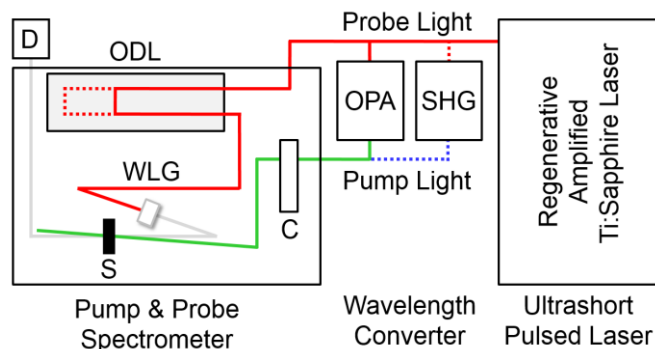 D
ODL
Probe Light
OPA
SHG
WLG
Pump Light
C
S
Regenerative
Amplified
Ti:Sapphire Laser
Pump & Probe
Spectrometer
Wavelength
Converter
Ultrashort
Pulsed Laser